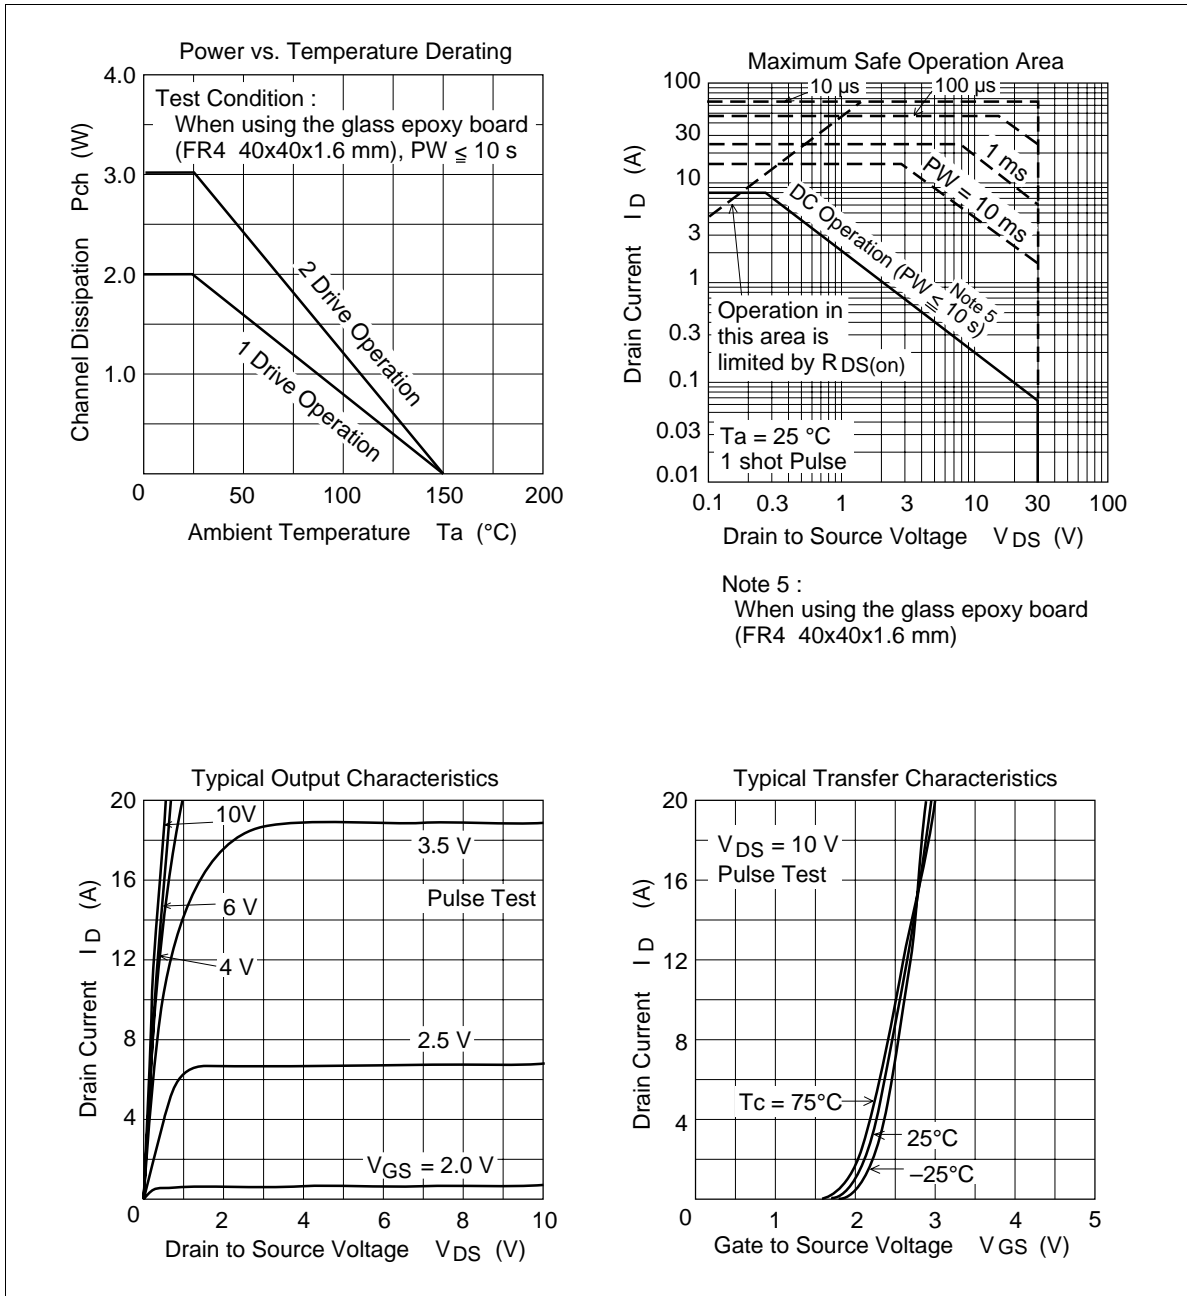 Power vs. Temperature Derating
4.0
3.0
2.0
1.0
0
50
100
150
200
Channel Dissipation Pch (W)
Ambient Temperature Ta (°C)
Test Condition :
When using the glass epoxy board
(FR4 40x40x1.6 mm), PW ≦ 10 s
2 Drive Operation
1 Drive Operation
Maximum Safe Operation Area
100
30
10
3
1
0.3
0.1
0.03
0.01
0.1
0.3
1
3
10
30
100
Drain Current I D (A)
Drain to Source Voltage V DS (V)
10 µs
100 µs
1 ms
PW = 10 ms
DC Operation (PW ≦ 10 s)
Note 5
Operation in
this area is
limited by R DS(on)
Ta = 25 °C
1 shot Pulse
Note 5 :
When using the glass epoxy board
(FR4 40x40x1.6 mm)
Typical Output Characteristics
20
16
12
8
4
0
2
4
6
8
10
Drain Current I D (A)
Drain to Source Voltage V DS (V)
10V
6 V
4 V
3.5 V
Pulse Test
2.5 V
V GS = 2.0 V
Typical Transfer Characteristics
20
16
12
8
4
0
1
2
3
4
5
Drain Current I D (A)
Gate to Source Voltage V GS (V)
V DS = 10 V
Pulse Test
Tc = 75°C
25°C
–25°C